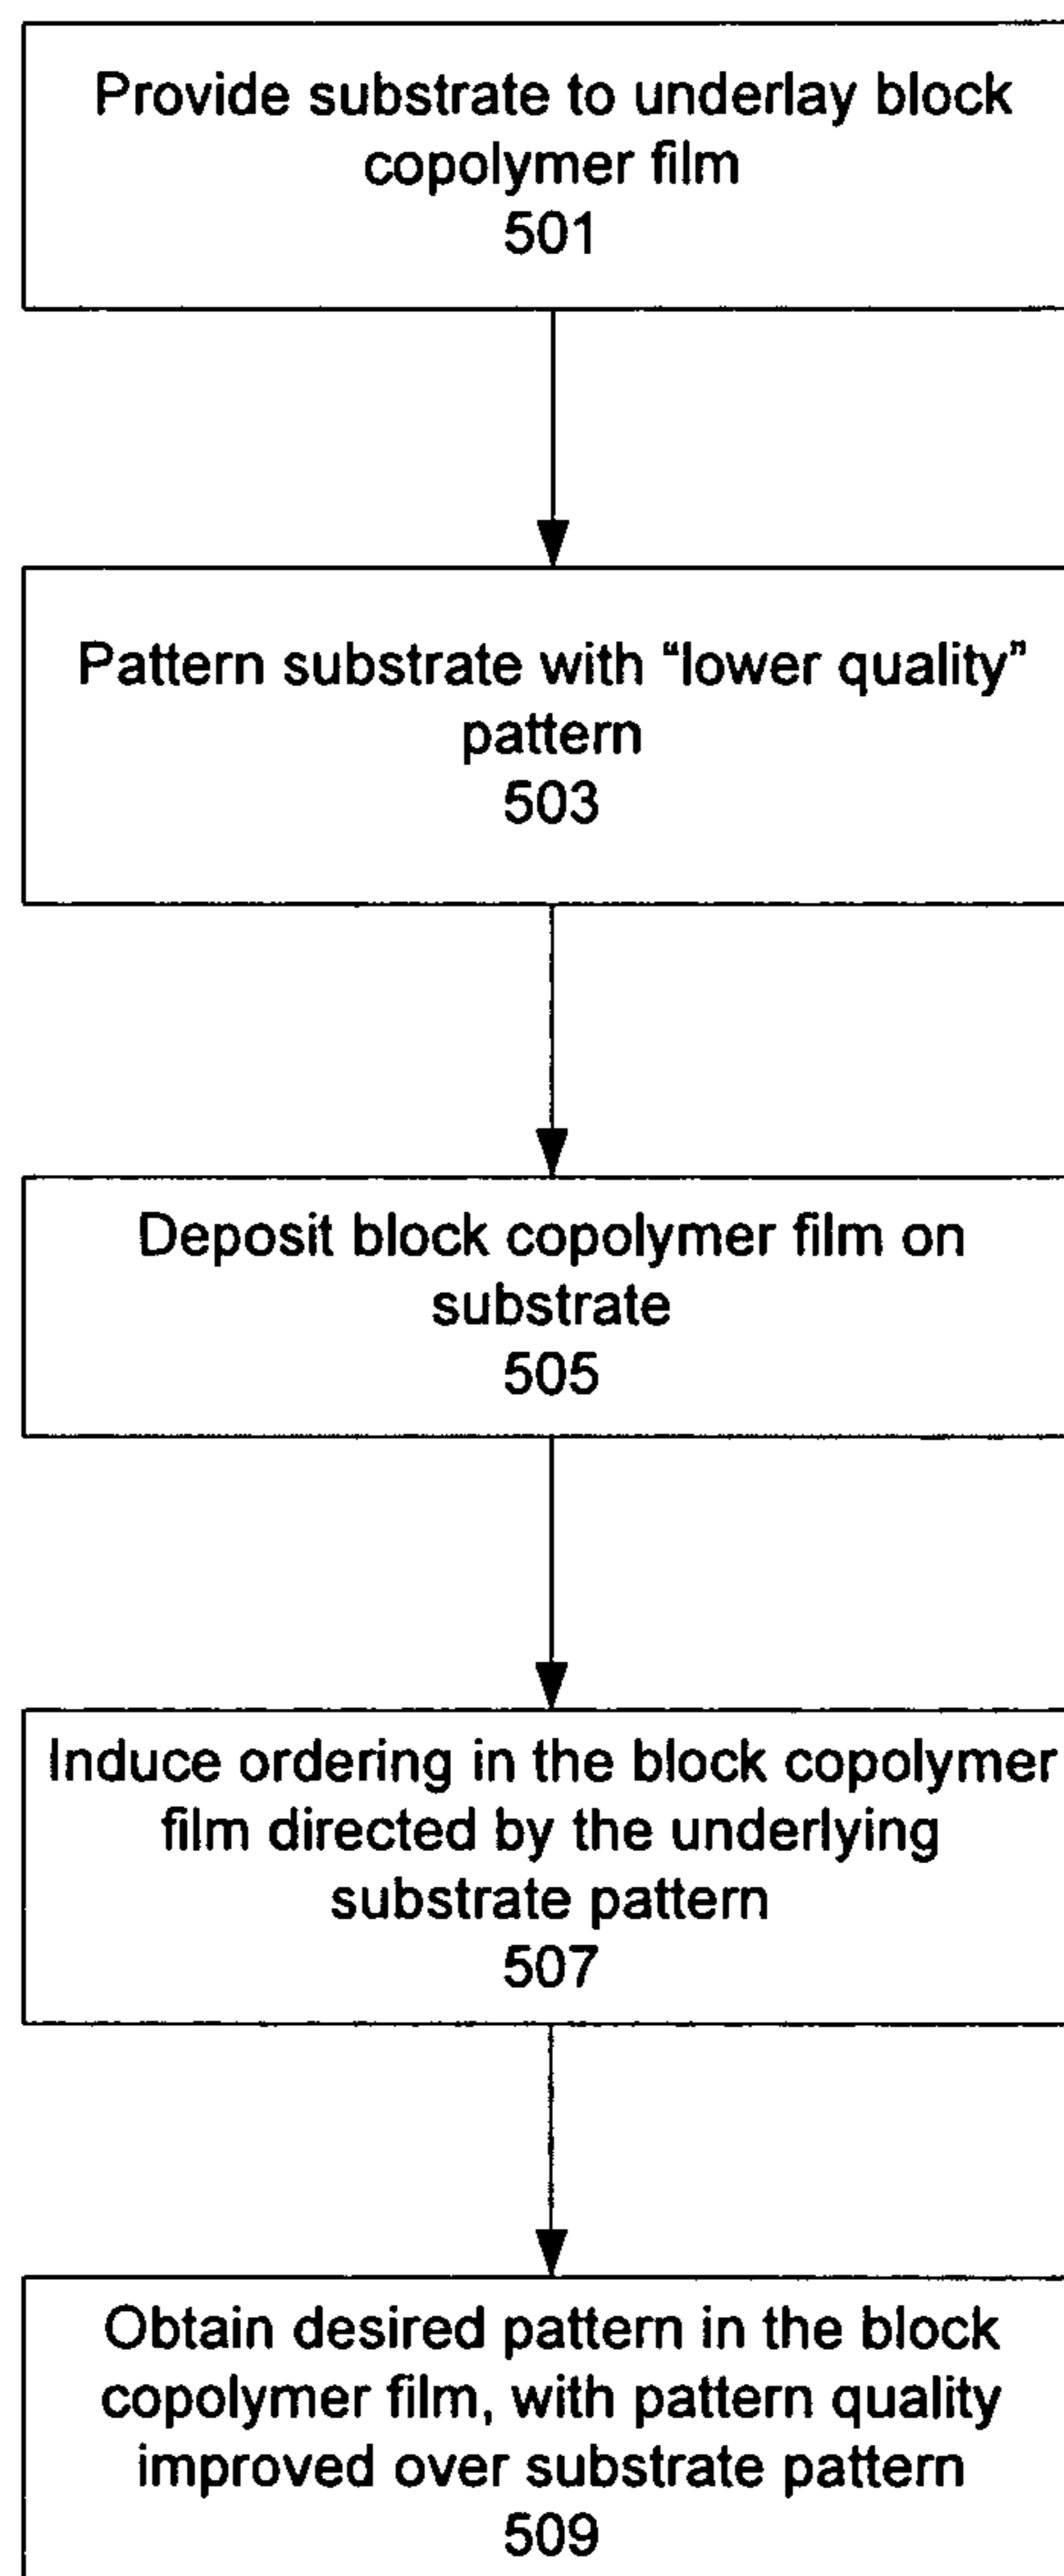 Provide substrate to underlay block
copolymer film
501
Pattern substrate with “lower quality”
pattern
503
Deposit block copolymer film on
substrate
505
Induce ordering in the block copolymer
film directed by the underlying
substrate pattern
507
Obtain desired pattern in the block
copolymer film, with pattern quality
improved over substrate pattern
509